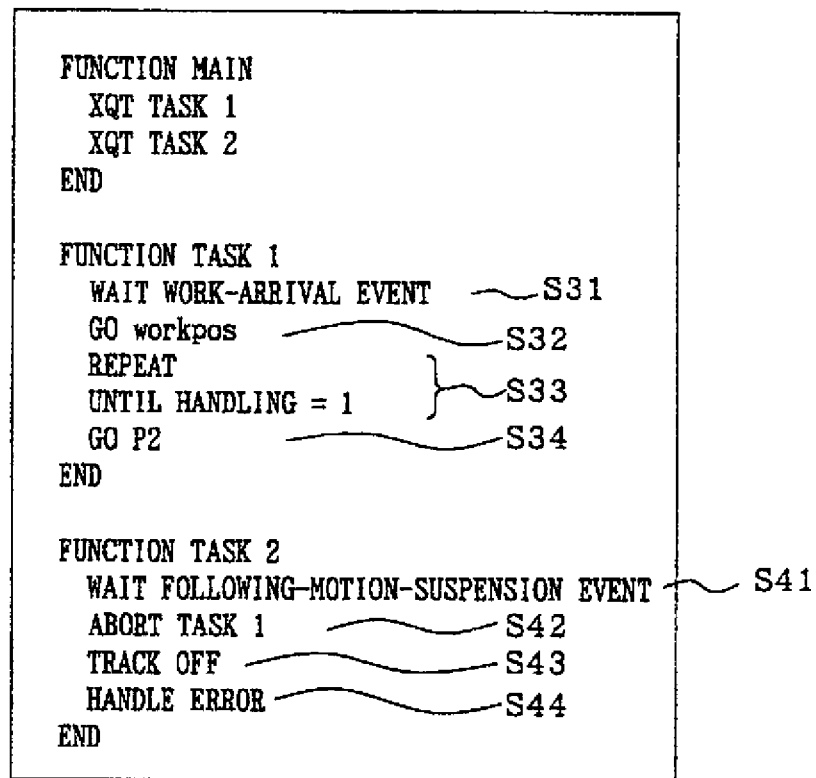 FUNCTION MAIN
XQT TASK 1
XQT TASK 2
END
FUNCTION TASK 1
WAIT WORK-ARRIVAL EVENT S31
GO workpos S32
REPEAT
UNTIL HANDLING = 1 S33
GO P2 S34
END
FUNCTION TASK 2
WAIT FOLLOWING-MOTION-SUSPENSION EVENT S41
ABORT TASK 1 S42
TRACK OFF S43
HANDLE ERROR S44
END